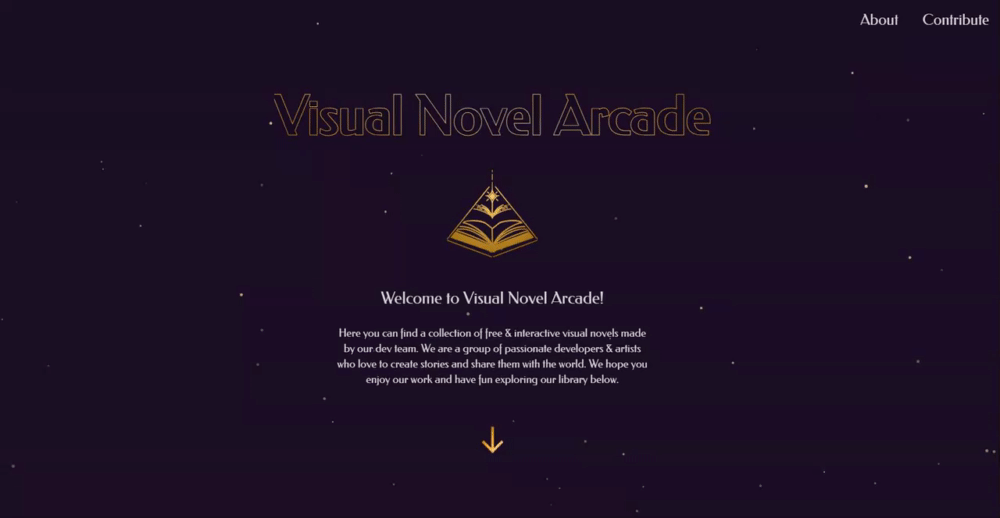 About Contribute
Visual Novel Arcade
Welcome to Visual Novel Arcade!
Here you can find a collection of free & interactive visual novels made
by our dev team. We are a group of passionate developers & artists
who love to create stories and share them with the world. We hope you
enjoy our work and have fun exploring our library below.